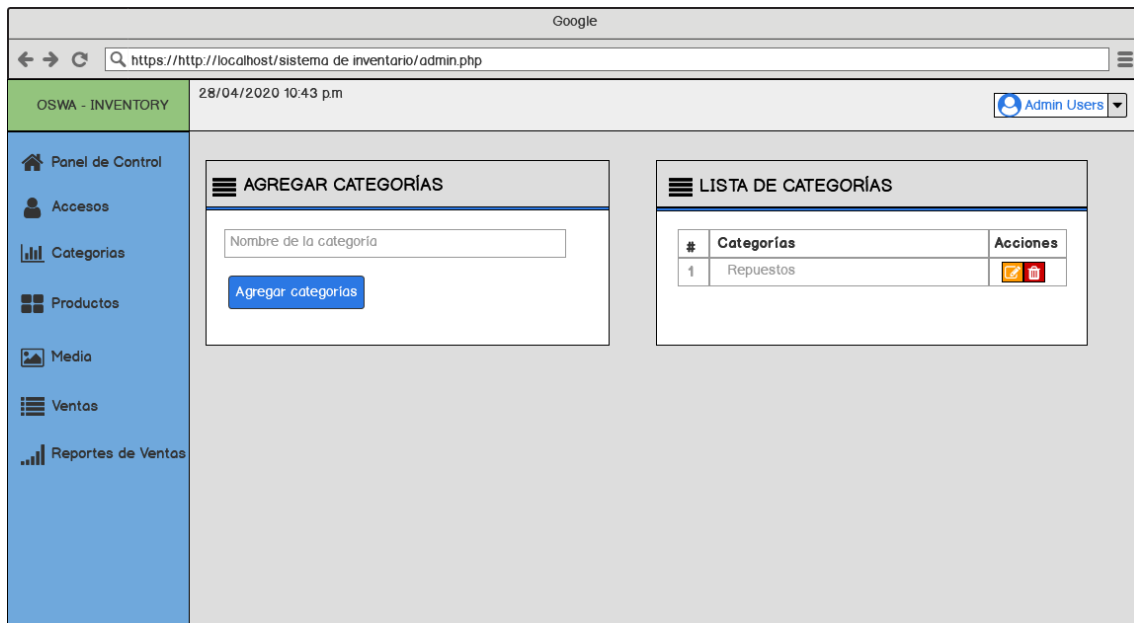 Google
https://http://localhost/sistema de inventario/admin.php
OSWA - INVENTORY
28/04/2020 10:43 p.m
Admin Users
Panel de Control
Accesos
Categorias
Productos
Media
Ventas
Reportes de Ventas
AGREGAR CATEGORÍAS
Nombre de la categoría
Agregar categorías
LISTA DE CATEGORÍAS
# Categorías Acciones
1 Repuestos